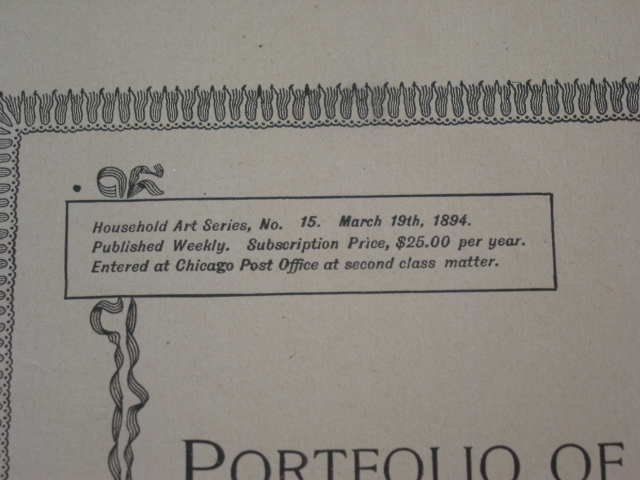 Household Art Series, No. 15. March 19th, 1894.
Published Weekly. Subscription Price, $25.00 per year.
Entered at Chicago Post Office at second class matter.
PORTFOLIO OF